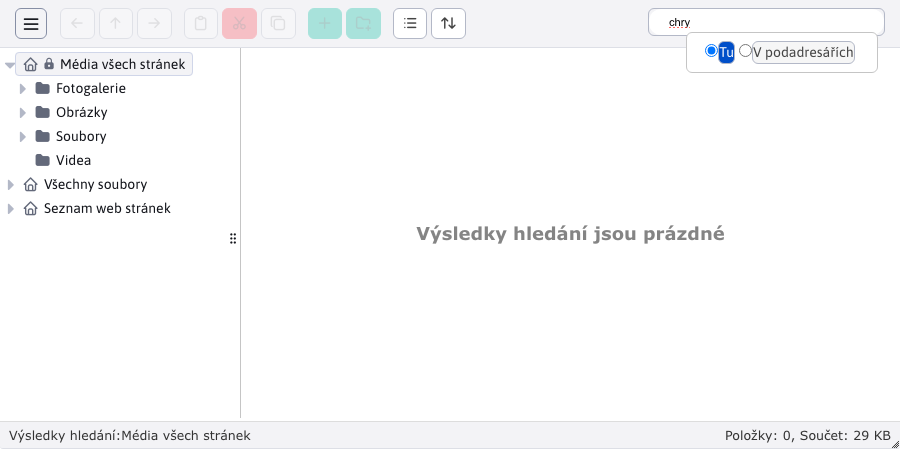 chry
Tu V podadresářích
Média všech stránek
Fotogalerie
Obrázky
Soubory
Videa
Všechny soubory
Seznam web stránek
Výsledky hledání jsou prázdné
Výsledky hledání:Média všech stránek
Položky: 0, Součet: 29 KB